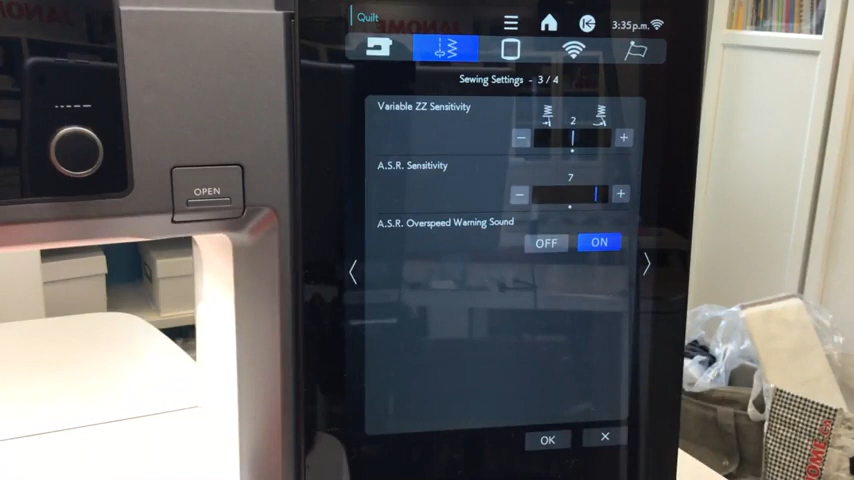 Quilt
3:35p.m.
Sewing Settings - 3 / 4
Variable ZZ Sensitivity
2
− +
A.S.R. Sensitivity
7
− +
A.S.R. Overspeed Warning Sound
OFF ON
OK ×
OPEN
JANOME